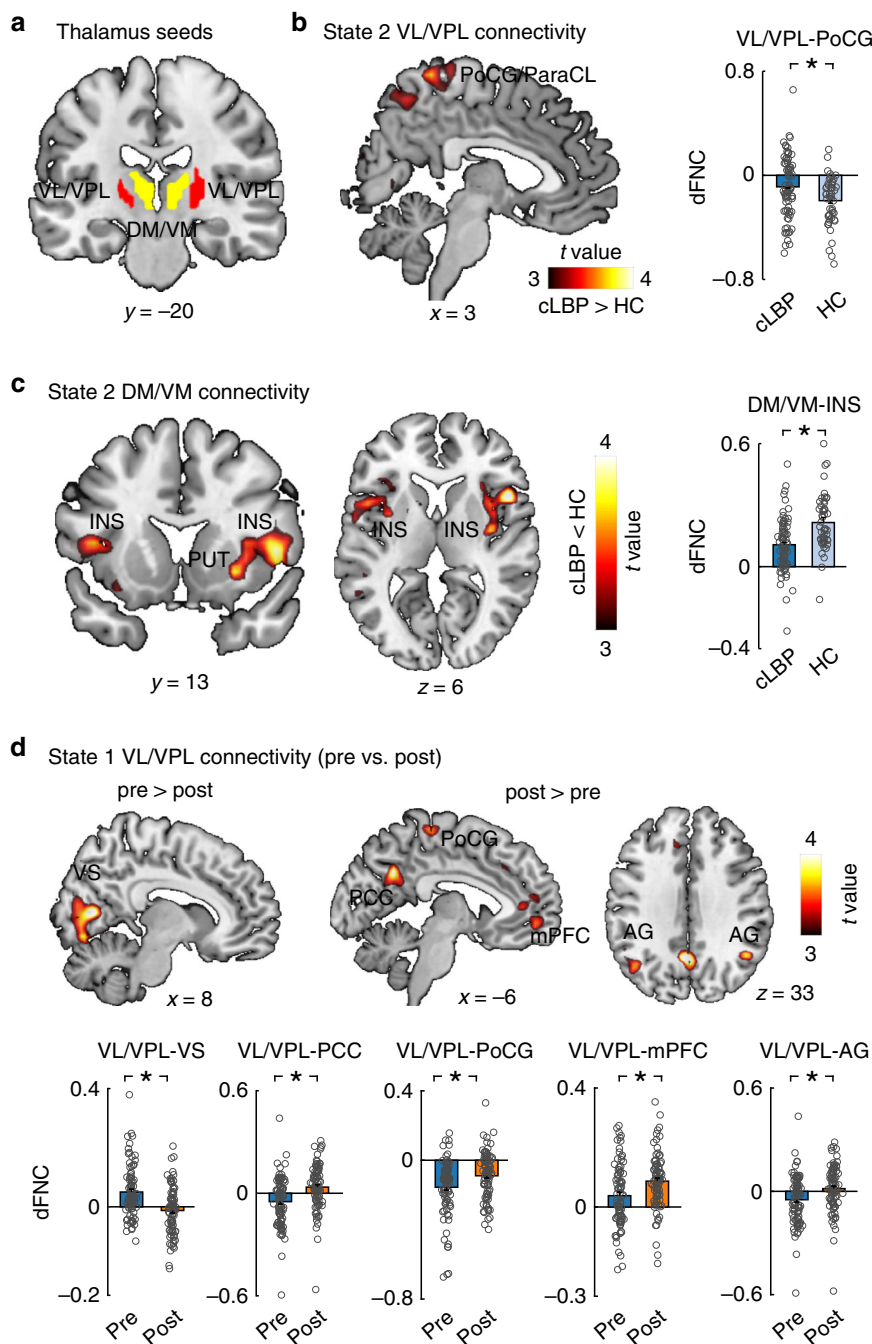 a
Thalamus seeds
VL/VPL
VL/VPL
DM/VM
y = –20
b
State 2 VL/VPL connectivity
PoCG/ParaCL
t value
3
4
cLBP > HC
x = 3
VL/VPL-PoCG
*
0.8
0
–0.8
dFNC
cLBP
HC
c
State 2 DM/VM connectivity
INS
INS
PUT
y = 13
INS
INS
z = 6
4
cLBP < HC
t value
3
DM/VM-INS
*
0.6
0
–0.4
dFNC
cLBP
HC
d
State 1 VL/VPL connectivity (pre vs. post)
pre > post
post > pre
VS
x = 8
PoCG
PCC
mPFC
x = –6
AG
AG
z = 33
4
t value
3
VL/VPL-VS
*
0.4
0
–0.2
dFNC
Pre
Post
VL/VPL-PCC
*
0.6
0
–0.6
Pre
Post
VL/VPL-PoCG
*
0.4
0
–0.8
Pre
Post
VL/VPL-mPFC
*
0.4
0
–0.3
Pre
Post
VL/VPL-AG
*
0.6
0
–0.6
Pre
Post